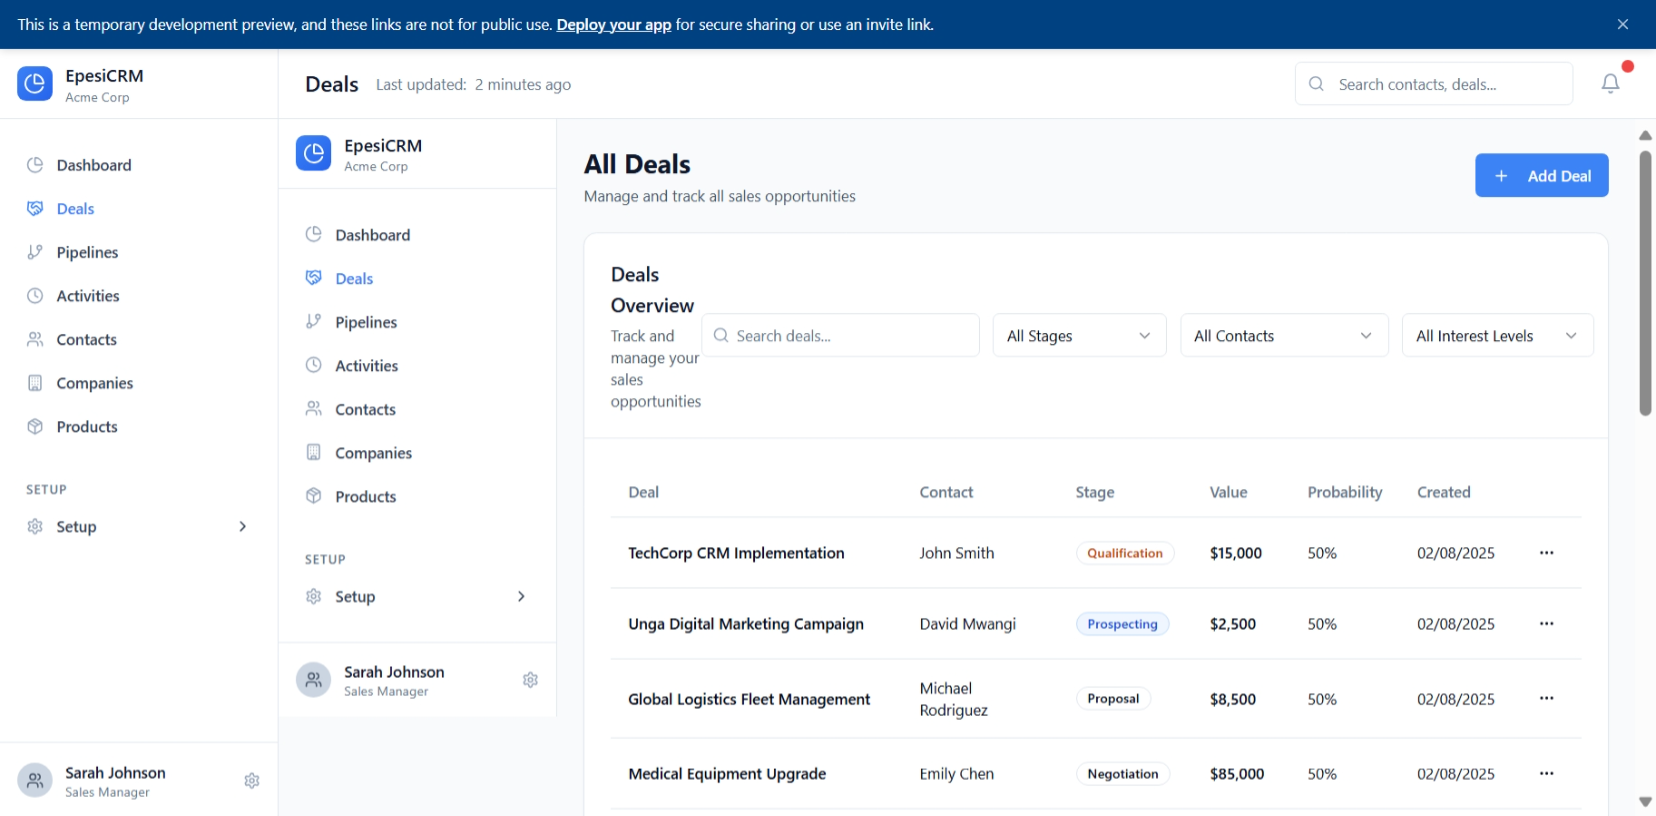 This is a temporary development preview, and these links are not for public use. Deploy your app for secure sharing or use an invite link.
EpesiCRM
Acme Corp
Deals
Last updated: 2 minutes ago
Search contacts, deals...
Dashboard
Deals
Pipelines
Activities
Contacts
Companies
Products
SETUP
Setup
Sarah Johnson
Sales Manager
EpesiCRM
Acme Corp
Dashboard
Deals
Pipelines
Activities
Contacts
Companies
Products
SETUP
Setup
Sarah Johnson
Sales Manager
All Deals
Manage and track all sales opportunities
Add Deal
Deals
Overview
Track and
manage your
sales
opportunities
Search deals...
All Stages
All Contacts
All Interest Levels
Deal Contact Stage Value Probability Created
TechCorp CRM Implementation John Smith Qualification $15,000 50% 02/08/2025
Unga Digital Marketing Campaign David Mwangi Prospecting $2,500 50% 02/08/2025
Global Logistics Fleet Management Michael Rodriguez Proposal $8,500 50% 02/08/2025
Medical Equipment Upgrade Emily Chen Negotiation $85,000 50% 02/08/2025